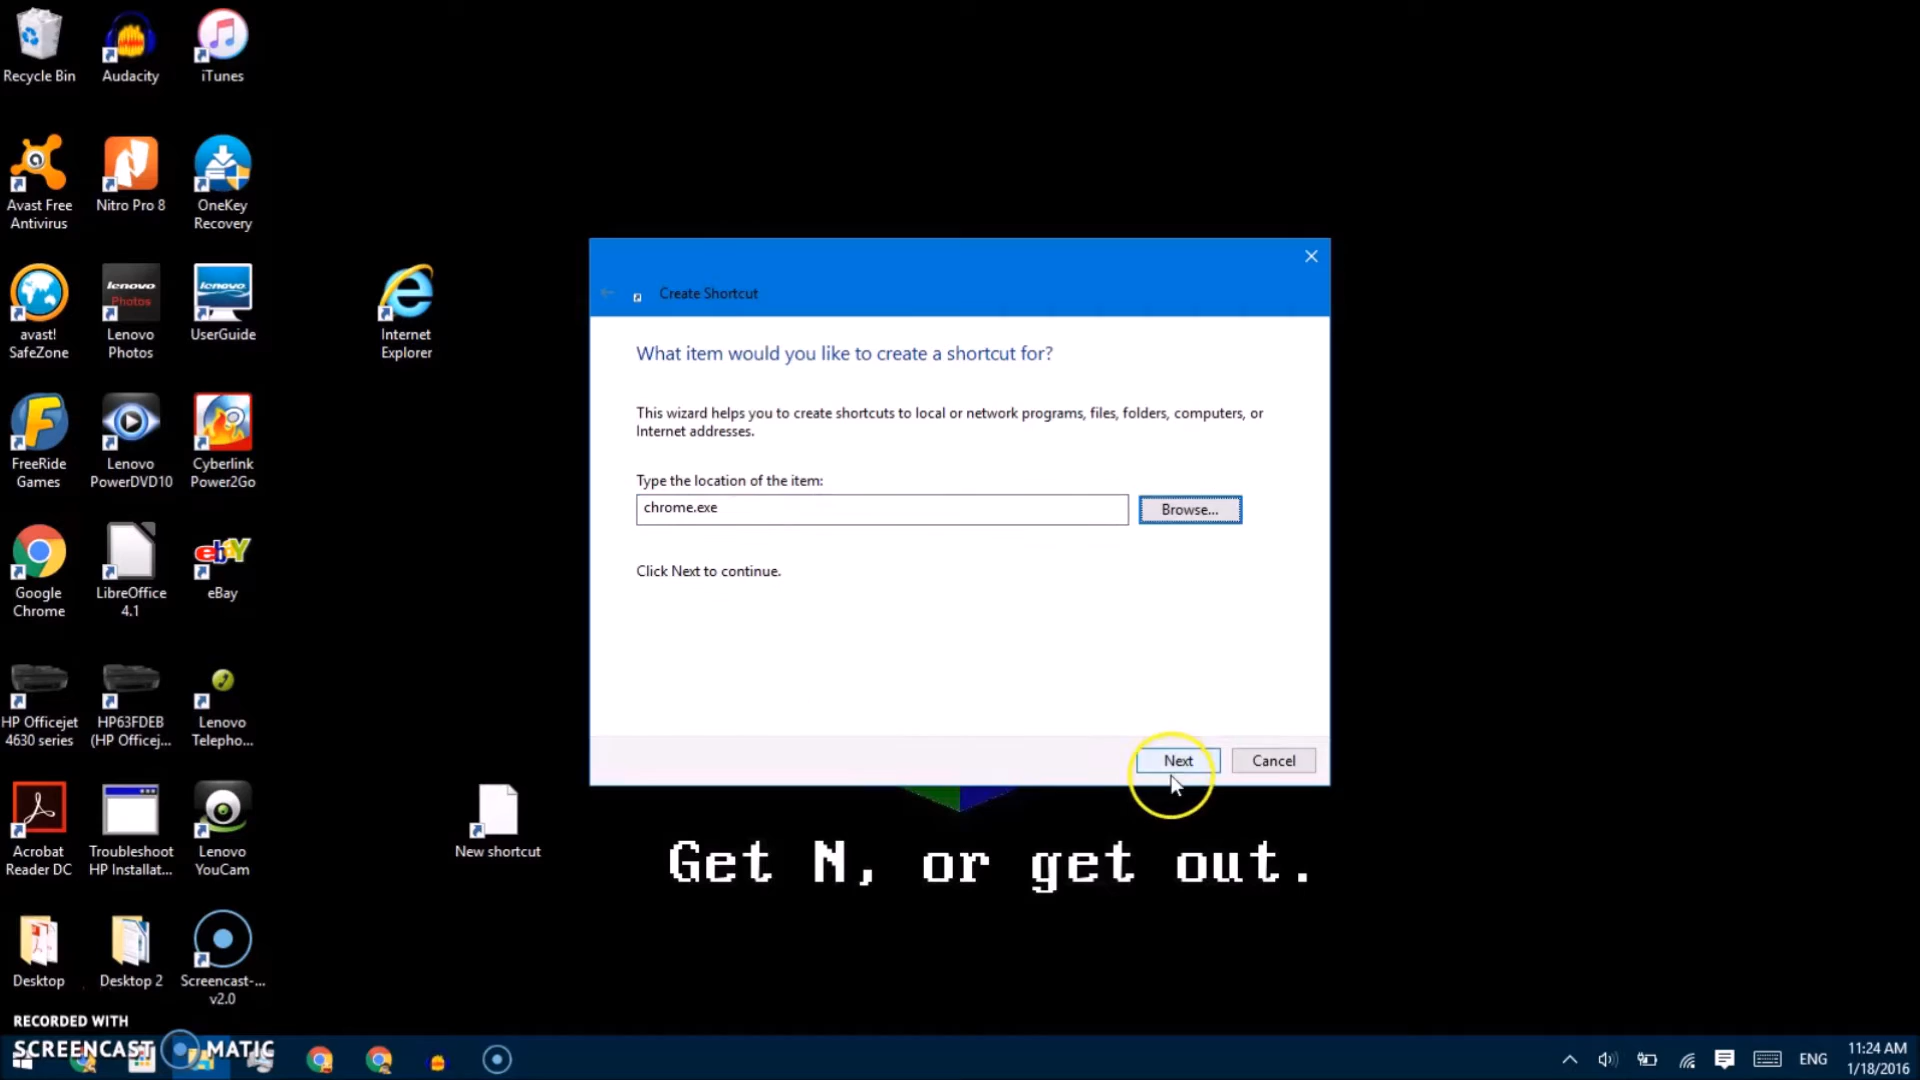 Recycle Bin
Audacity
iTunes
Avast Free
Antivirus
Nitro Pro 8
OneKey
Recovery
avast!
SafeZone
lenovo
Photos
Lenovo
Photos
lenovo
UserGuide
Internet
Explorer
FreeRide
Games
Lenovo
PowerDVD10
Cyberlink
Power2Go
Google
Chrome
LibreOffice
4.1
ebay
eBay
HP Officejet
4630 series
HP63FDEB
(HP Officej...
Lenovo
Telepho...
Acrobat
Reader DC
Troubleshoot
HP Installat...
Lenovo
YouCam
New shortcut
Desktop
Desktop 2
Screencast-...
v2.0
Create Shortcut
What item would you like to create a shortcut for?
This wizard helps you to create shortcuts to local or network programs, files, folders, computers, or
Internet addresses.
Type the location of the item:
chrome.exe
Browse...
Click Next to continue.
Next
Cancel
Get N, or get out.
RECORDED WITH
SCREENCAST MATIC
ENG
11:24 AM
1/18/2016